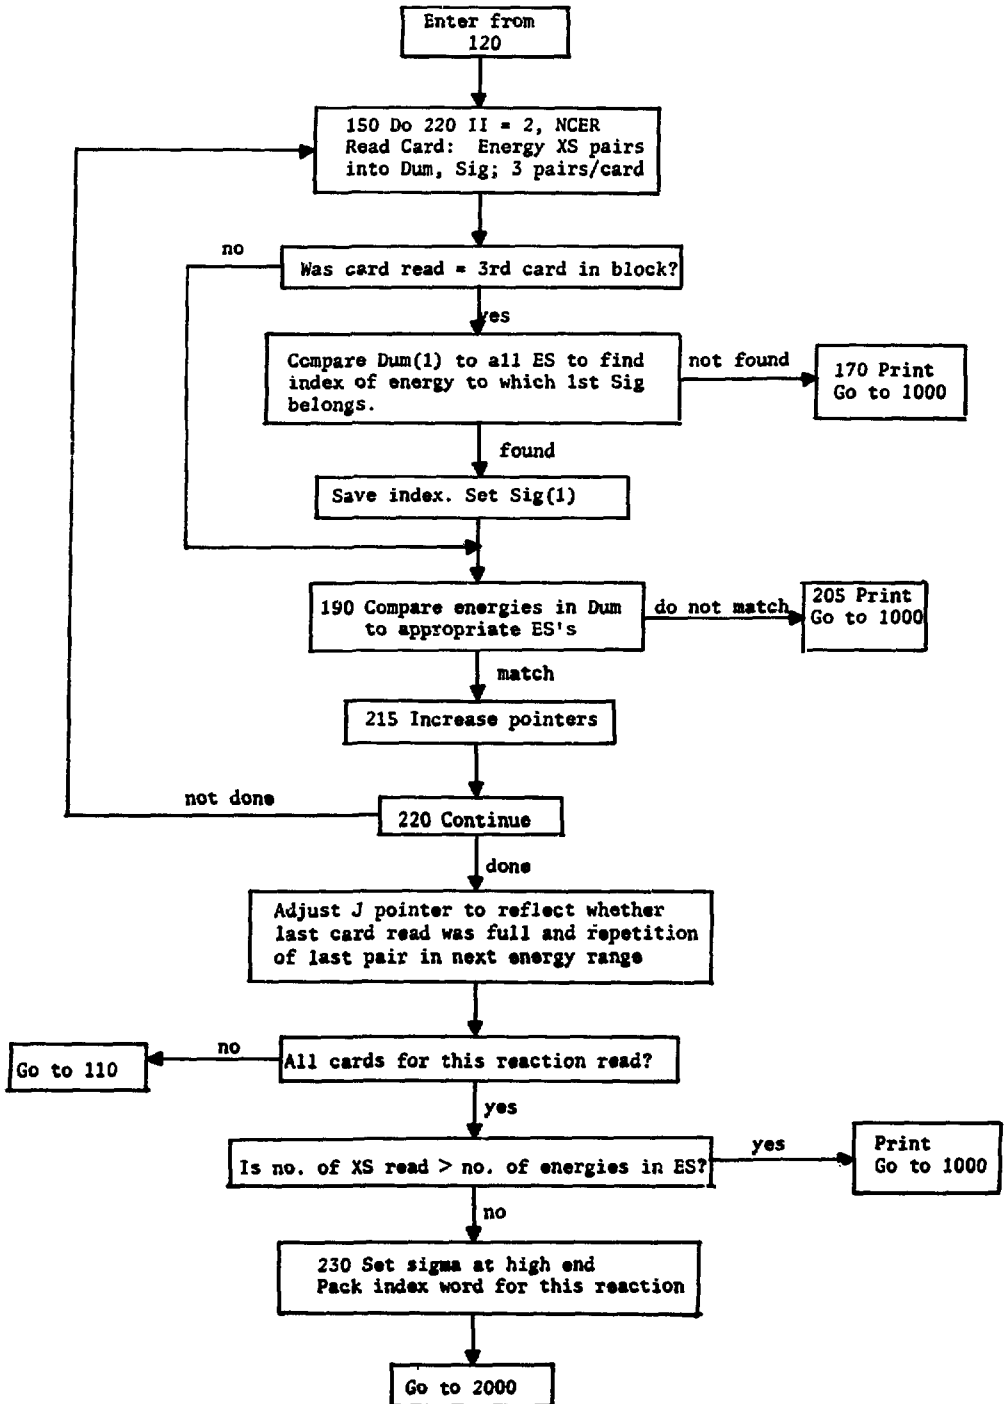 Enter from
120
150 Do 220 II = 2, NCER
Read Card: Energy XS pairs
into Dum, Sig; 3 pairs/card
no
Was card read = 3rd card in block?
yes
Compare Dum(1) to all ES to find
index of energy to which 1st Sig
belongs.
not found
170 Print
Go to 1000
found
Save index. Set Sig(1)
190 Compare energies in Dum
to appropriate ES's
do not match
205 Print
Go to 1000
match
215 Increase pointers
not done
220 Continue
done
Adjust J pointer to reflect whether
last card read was full and repetition
of last pair in next energy range
Go to 110
no
All cards for this reaction read?
yes
Is no. of XS read > no. of energies in ES?
yes
Print
Go to 1000
no
230 Set sigma at high end
Pack index word for this reaction
Go to 2000